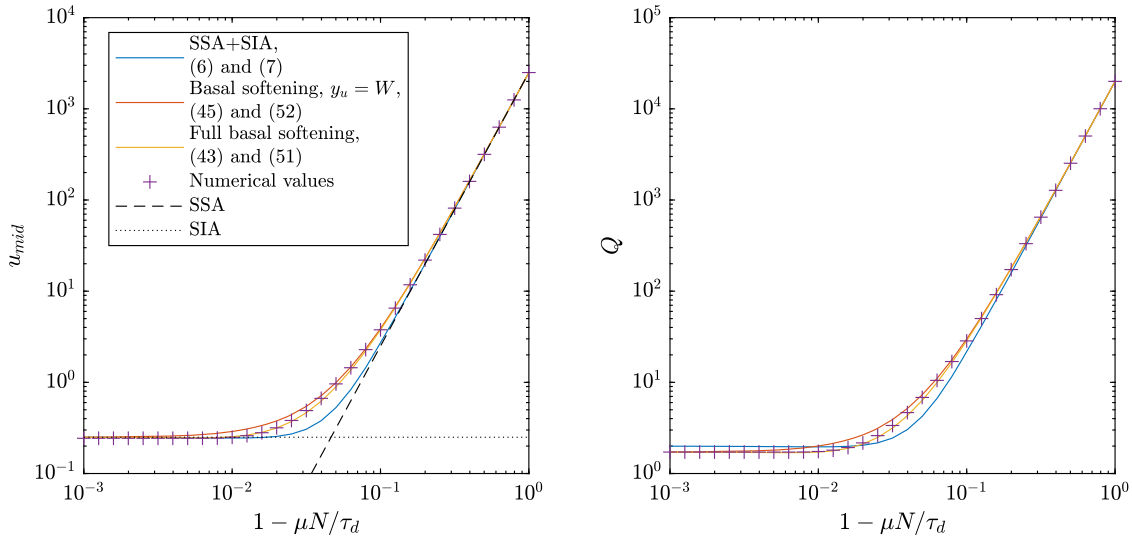 10^4
10^3
10^2
10^1
10^0
10^{-1}
u_{mid}
SSA+SIA,
(6) and (7)
Basal softening, y_u = W,
(45) and (52)
Full basal softening,
(43) and (51)
Numerical values
SSA
SIA
10^{-3} 10^{-2} 10^{-1} 10^0
1 − μN/τ_d
10^5
10^4
10^3
10^2
10^1
10^0
Q
10^{-3} 10^{-2} 10^{-1} 10^0
1 − μN/τ_d